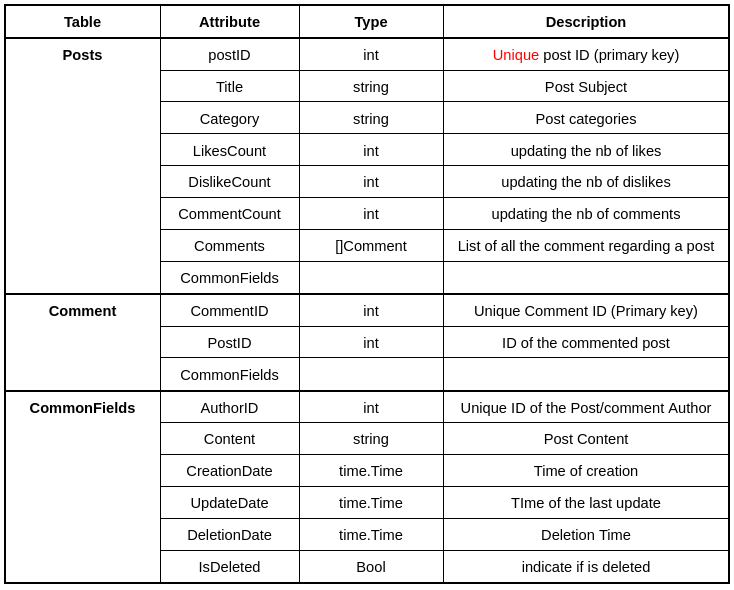 Table Attribute Type Description
Posts postID int Unique post ID (primary key)
Title string Post Subject
Category string Post categories
LikesCount int updating the nb of likes
DislikeCount int updating the nb of dislikes
CommentCount int updating the nb of comments
Comments []Comment List of all the comment regarding a post
CommonFields
Comment CommentID int Unique Comment ID (Primary key)
PostID int ID of the commented post
CommonFields
CommonFields AuthorID int Unique ID of the Post/comment Author
Content string Post Content
CreationDate time.Time Time of creation
UpdateDate time.Time TIme of the last update
DeletionDate time.Time Deletion Time
IsDeleted Bool indicate if is deleted